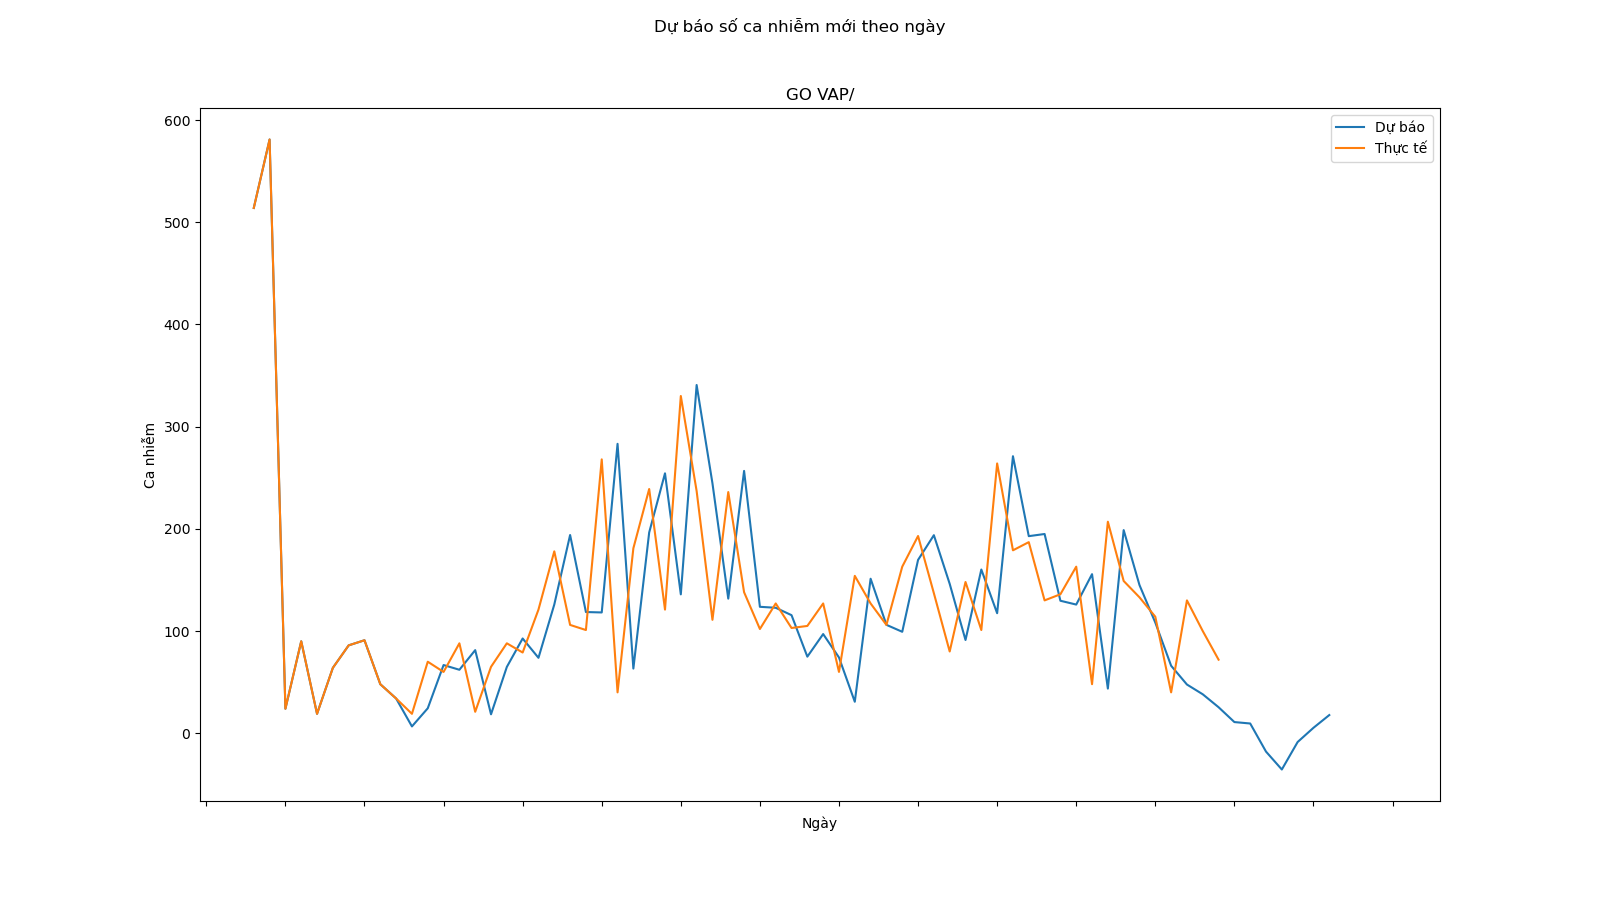 Dự báo số ca nhiễm mới theo ngày
GO VAP/
Dự báo
Thực tế
600
500
400
300
200
100
0
Ca nhiễm
Ngày